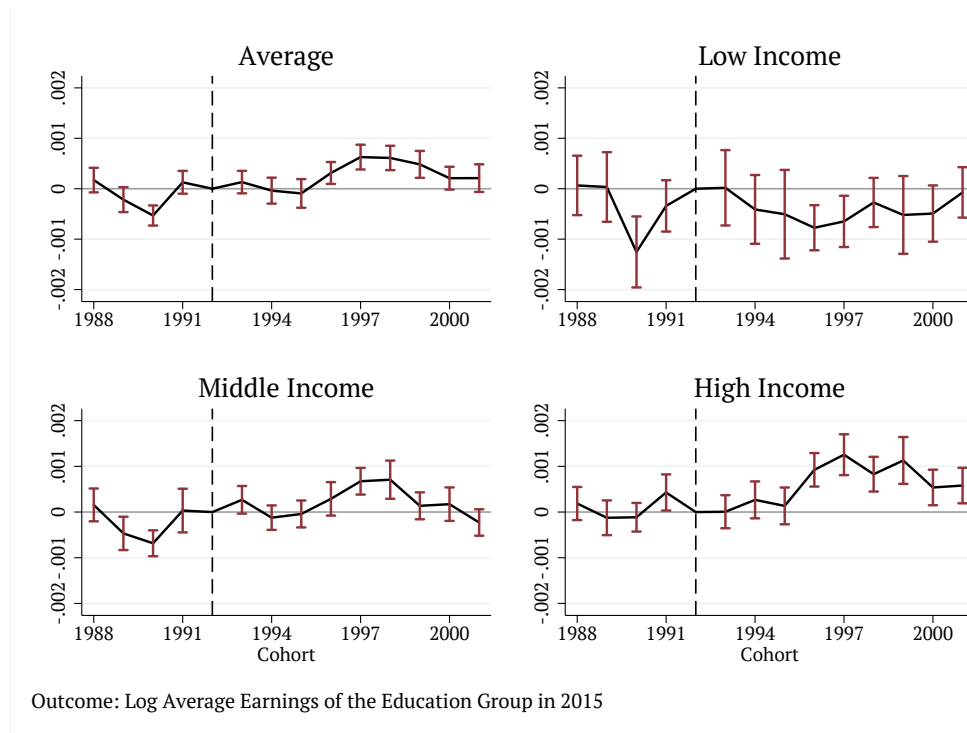 Average
.002
.001
0
-.001
-.002
1988 1991 1994 1997 2000
Low Income
.002
.001
0
-.001
-.002
1988 1991 1994 1997 2000
Middle Income
.002
.001
0
-.001
-.002
1988 1991 1994 1997 2000
Cohort
High Income
.002
.001
0
-.001
-.002
1988 1991 1994 1997 2000
Cohort
Outcome: Log Average Earnings of the Education Group in 2015